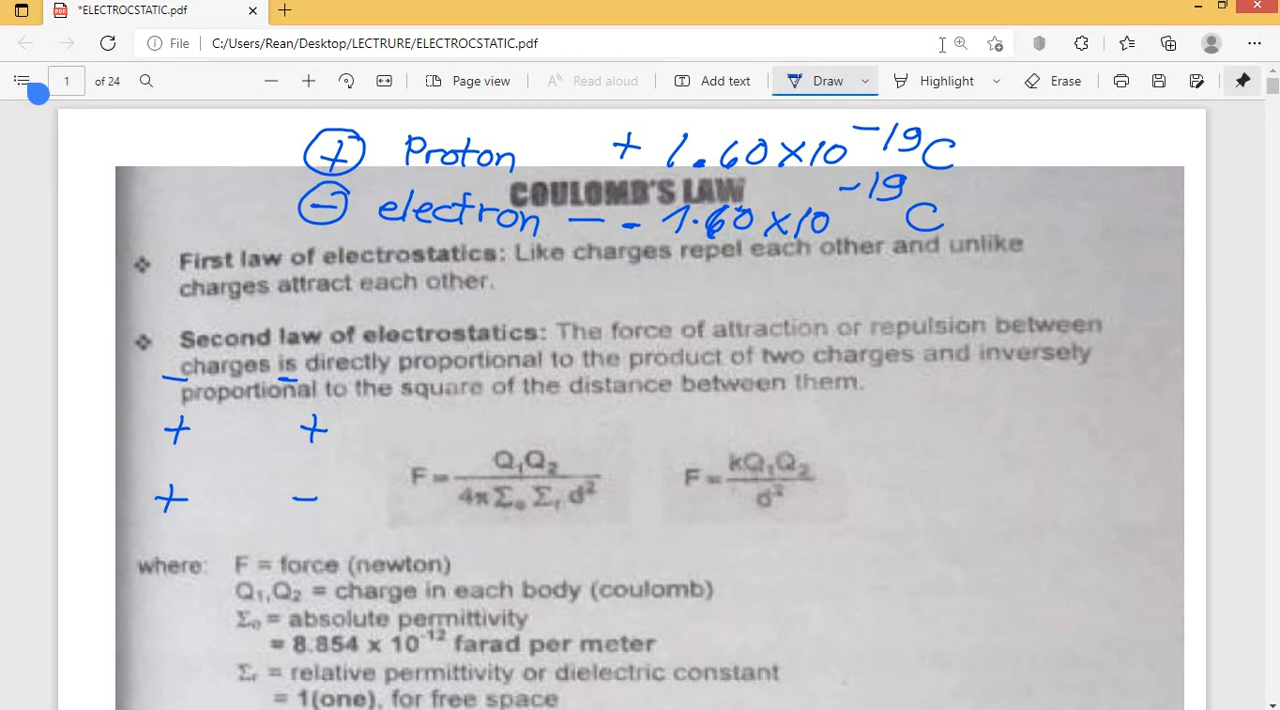 *ELECTROCSTATIC.pdf
File C:/Users/Rean/Desktop/LECTRURE/ELECTROCSTATIC.pdf
1 of 24 Page view Read aloud Add text Draw Highlight Erase
+ Proton + 1.60×10⁻¹⁹C
COULOMB'S LAW
− electron − - 1.60×10⁻¹⁹ C
❖ First law of electrostatics: Like charges repel each other and unlike
charges attract each other.
❖ Second law of electrostatics: The force of attraction or repulsion between
charges is directly proportional to the product of two charges and inversely
proportional to the square of the distance between them.
+ +
+ −
F = Q₁Q₂ / 4π Σ₀ Σᵣ d² F = kQ₁Q₂ / d²
where: F = force (newton)
Q₁,Q₂ = charge in each body (coulomb)
Σ₀ = absolute permittivity
= 8.854 x 10⁻¹² farad per meter
Σᵣ = relative permittivity or dielectric constant
= 1(one), for free space